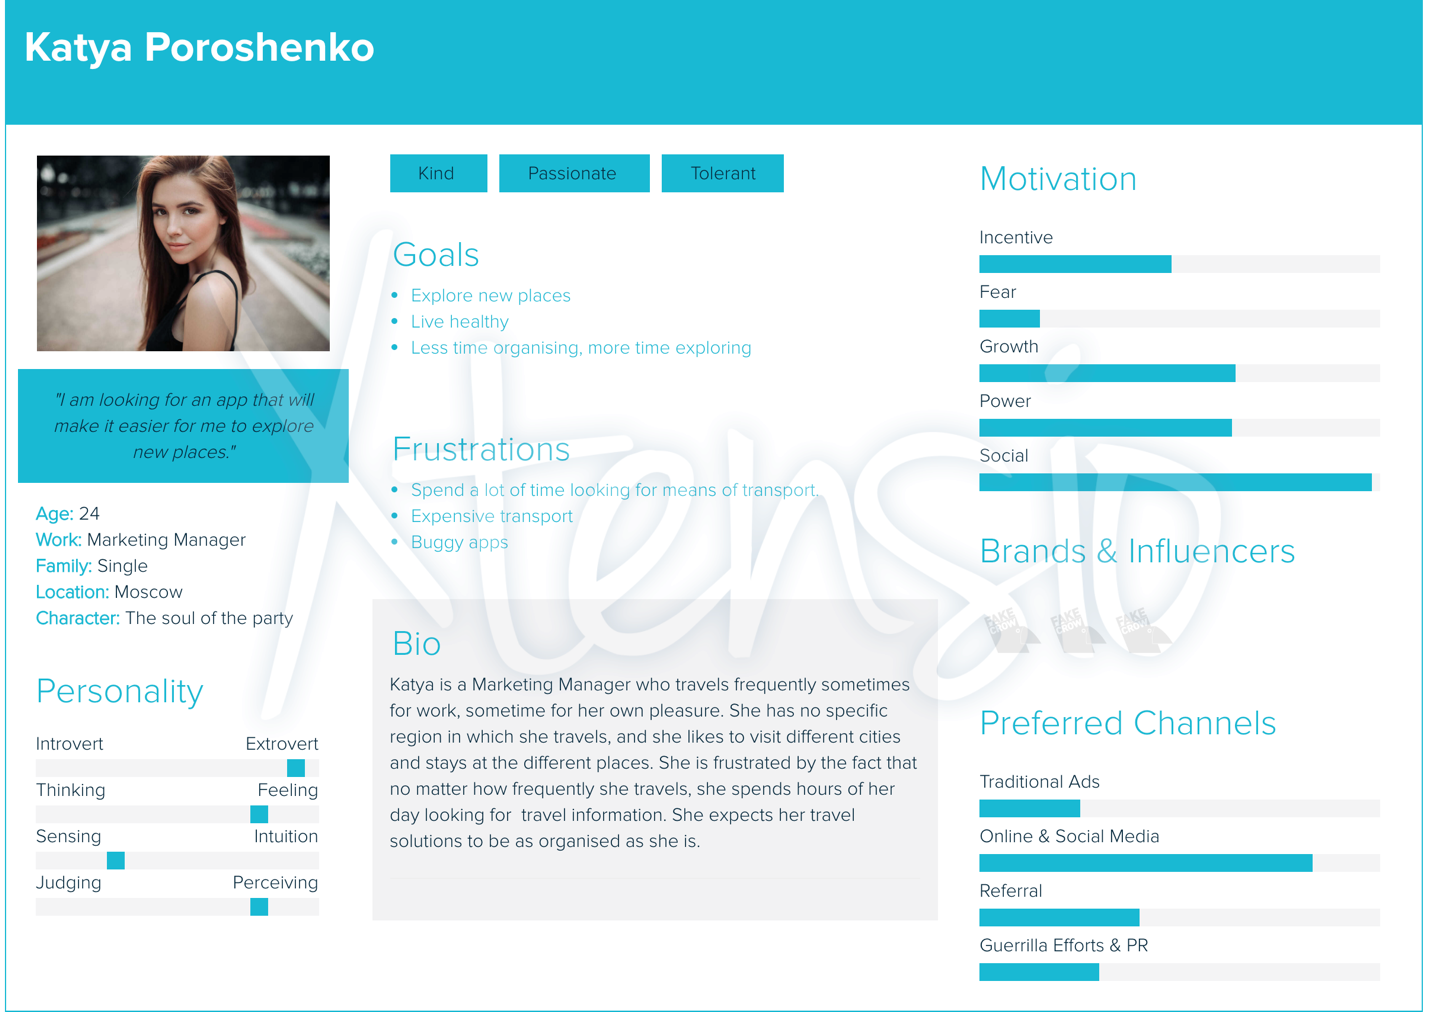 Katya Poroshenko
Kind
Passionate
Tolerant
"I am looking for an app that will
make it easier for me to explore
new places."
Age: 24
Work: Marketing Manager
Family: Single
Location: Moscow
Character: The soul of the party
Personality
Introvert Extrovert
Thinking Feeling
Sensing Intuition
Judging Perceiving
Goals
• Explore new places
• Live healthy
• Less time organising, more time exploring
Frustrations
• Spend a lot of time looking for means of transport.
• Expensive transport
• Buggy apps
Bio
Katya is a Marketing Manager who travels frequently sometimes
for work, sometime for her own pleasure. She has no specific
region in which she travels, and she likes to visit different cities
and stays at the different places. She is frustrated by the fact that
no matter how frequently she travels, she spends hours of her
day looking for  travel information. She expects her travel
solutions to be as organised as she is.
Motivation
Incentive
Fear
Growth
Power
Social
Brands & Influencers
FAKE
CROW
FAKE
CROW
FAKE
CROW
Preferred Channels
Traditional Ads
Online & Social Media
Referral
Guerrilla Efforts & PR
Xtensio